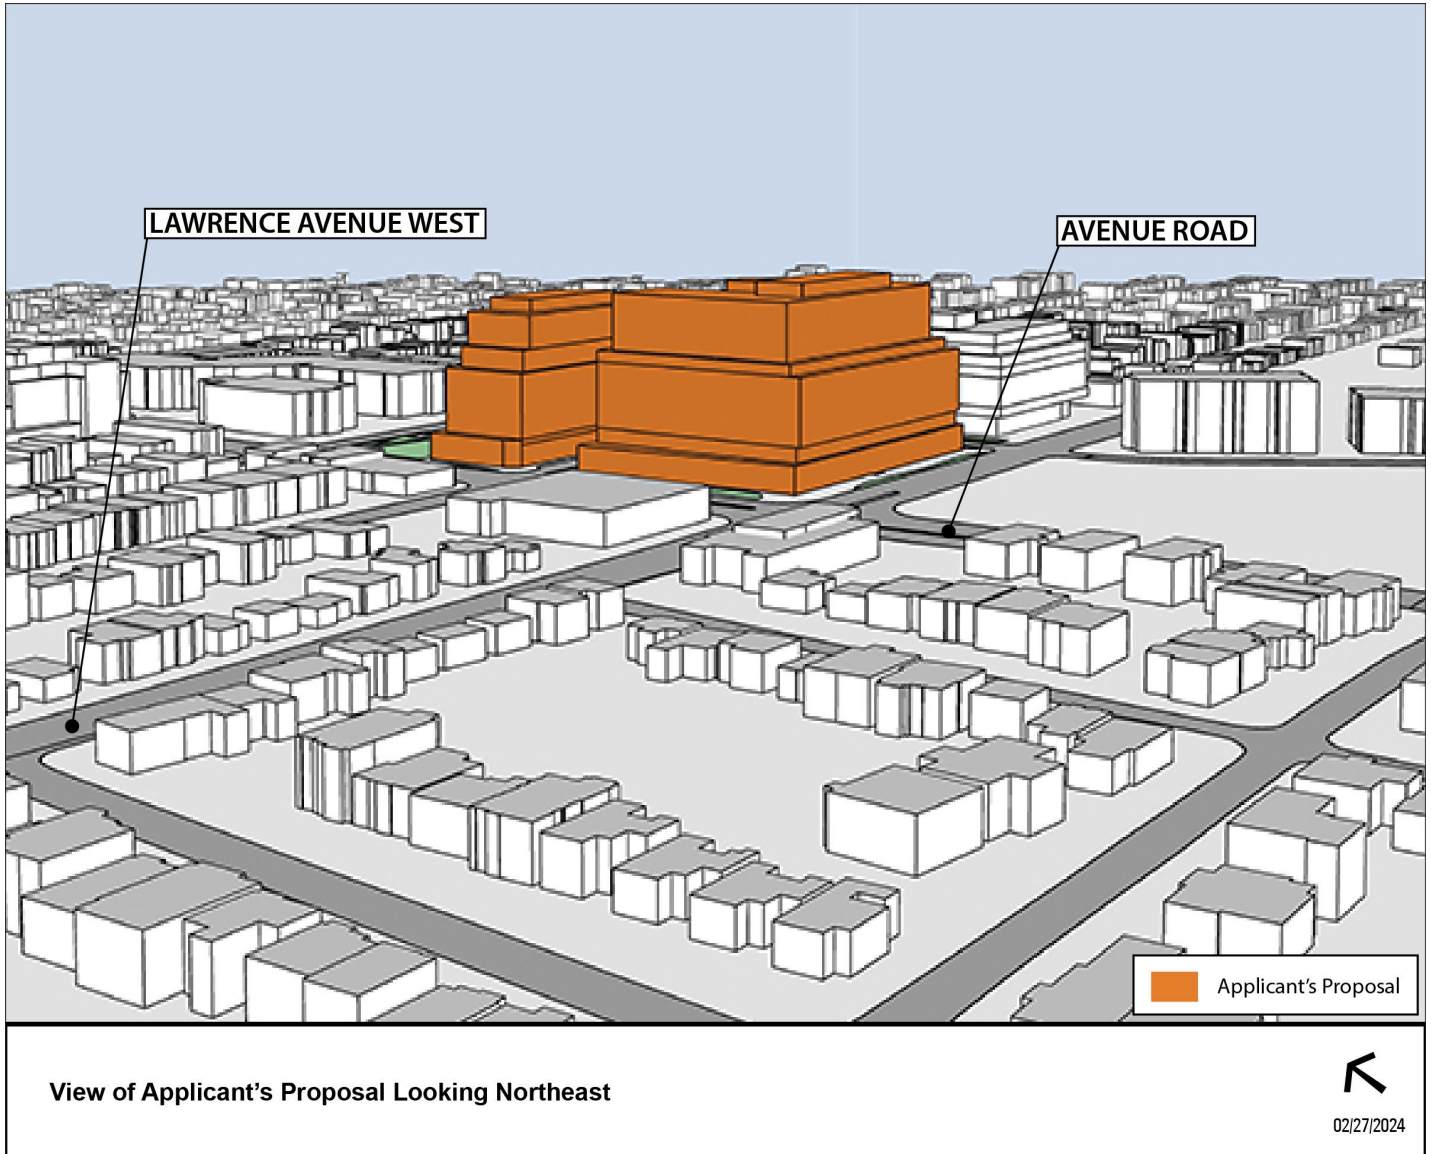 LAWRENCE AVENUE WEST
AVENUE ROAD
Applicant's Proposal
View of Applicant's Proposal Looking Northeast
02/27/2024